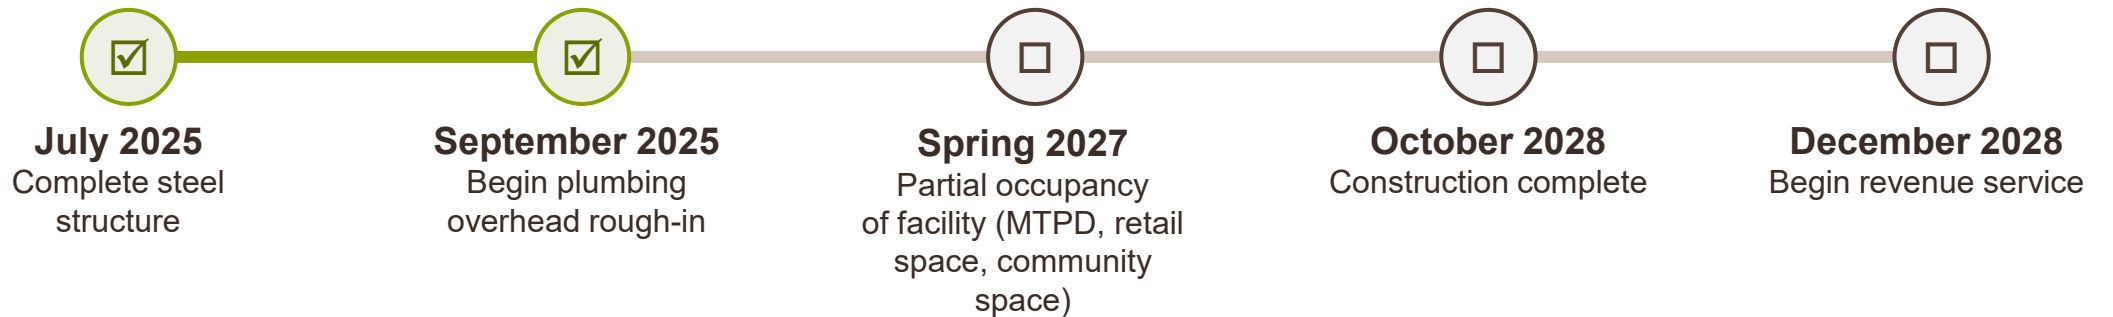 July 2025
Complete steel
structure
September 2025
Begin plumbing
overhead rough-in
Spring 2027
Partial occupancy
of facility (MTPD, retail
space, community
space)
October 2028
Construction complete
December 2028
Begin revenue service